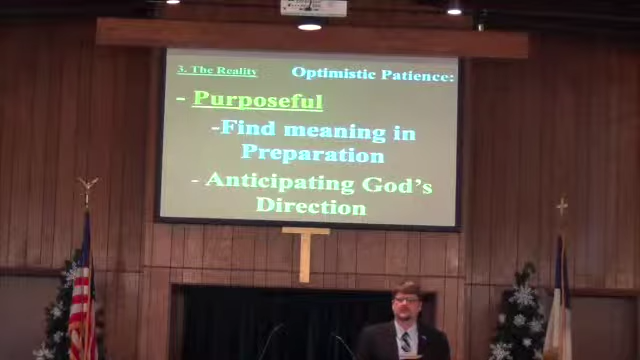 3. The Reality Optimistic Patience:
- Purposeful
-Find meaning in
Preparation
- Anticipating God's
Direction